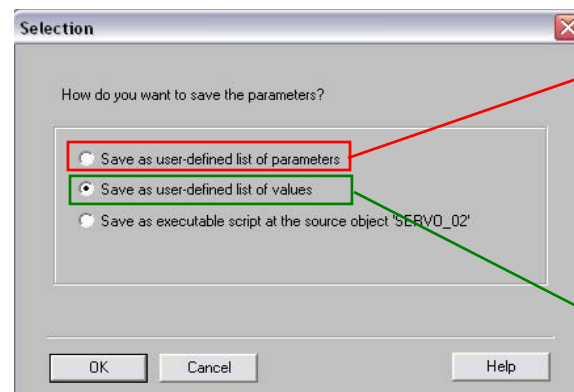 Selection
How do you want to save the parameters?
Save as user-defined list of parameters
Save as user-defined list of values
Save as executable script at the source object 'SERVO_02'
OK Cancel Help